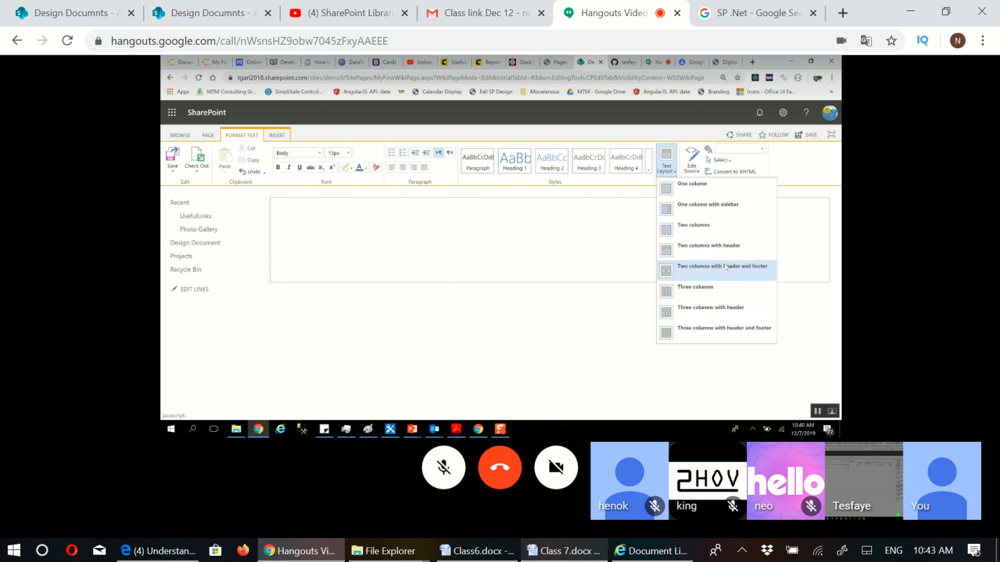 Design Documnts - A
Design Documnts - A
(4) SharePoint Librari
Class link Dec 12 - ne
Hangouts Video
SP .Net - Google Sea
hangouts.google.com/call/nWsnsHZ9obw7045zFxyAAEEE
IQ
N
Docum
My Fir
Online
Develo
How to
DataTa
Cards
Uploa
Useful
Report
Slack |
Pages
De
tesfaye
Ha
Googl
Digital
tgari2018.sharepoint.com/sites/demo5/SitePages/MyFirstWikiPage.aspx?WikiPageMode=Edit&InitialTabId=Ribbon.EditingTools.CPEditTab&VisibilityContext=WSSWikiPage
Apps
MTM Consulting Gr...
SimpliSafe Control...
AngularJS: API: date
Calendar Display
Fall SP Design
Miscelenous
MTM - Google Drive
AngularJS: API: date
Branding
Icons - Office UI Fa...
»
SharePoint
?
BROWSE
PAGE
FORMAT TEXT
INSERT
SHARE
FOLLOW
SAVE
Save
Check Out
Edit
Paste
Cut
Copy
Undo
Clipboard
Body
13px
B I U abc x₂ x²
A
Font
Paragraph
AaBbCcDdI
Paragraph
AaBb
Heading 1
AaBbCc
Heading 2
AaBbCcDc
Heading 3
AaBbCcDd
Heading 4
Styles
Text
Layout
Edit
Source
Select
Convert to XHTML
One column
One column with sidebar
Two columns
Two columns with header
Two columns with header and footer
Three columns
Three columns with header
Three columns with header and footer
Recent
UsefulLinks
Photo Gallery
Design Document
Projects
Recycle Bin
EDIT LINKS
javascript:;
10:40 AM
12/7/2019
22
henok
2HOV
king
hello
neo
Tesfaye
You
(4) Understan...
Hangouts Vi...
File Explorer
Class6.docx -...
Class 7.docx ...
Document Li...
ENG
10:43 AM